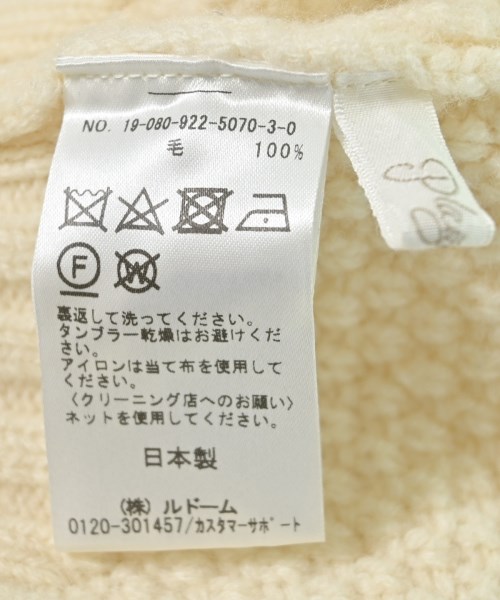 NO. 19-080-922-5070-3-0
毛 100%
F W
裏返して洗ってください。
タンブラー乾燥はお避けくださ
い。
アイロンは当て布を使用して
ください。
〈クリーニング店へのお願い〉
ネットを使用してください。
日本製
(株) ルドーム
0120-301457/カスタマーサポート